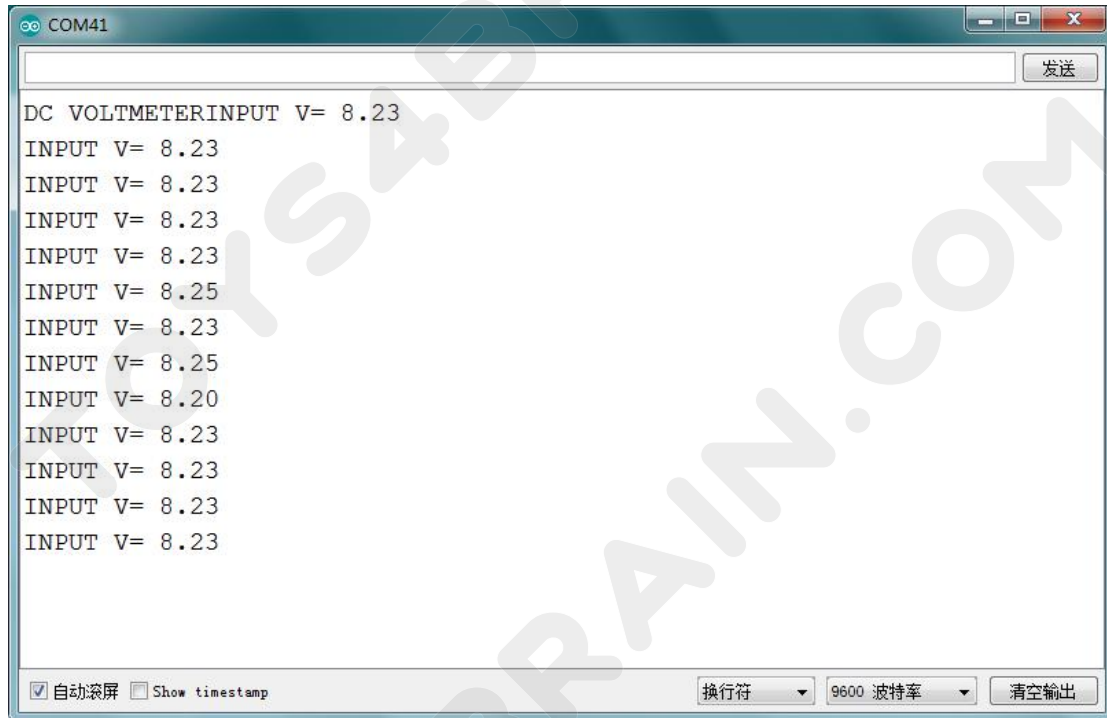 COM41
发送
DC VOLTMETERINPUT V= 8.23
INPUT V= 8.23
INPUT V= 8.23
INPUT V= 8.23
INPUT V= 8.23
INPUT V= 8.25
INPUT V= 8.23
INPUT V= 8.25
INPUT V= 8.20
INPUT V= 8.23
INPUT V= 8.23
INPUT V= 8.23
INPUT V= 8.23
自动滚屏 Show timestamp 换行符 9600 波特率 清空输出
TOYS4BRAIN.COM